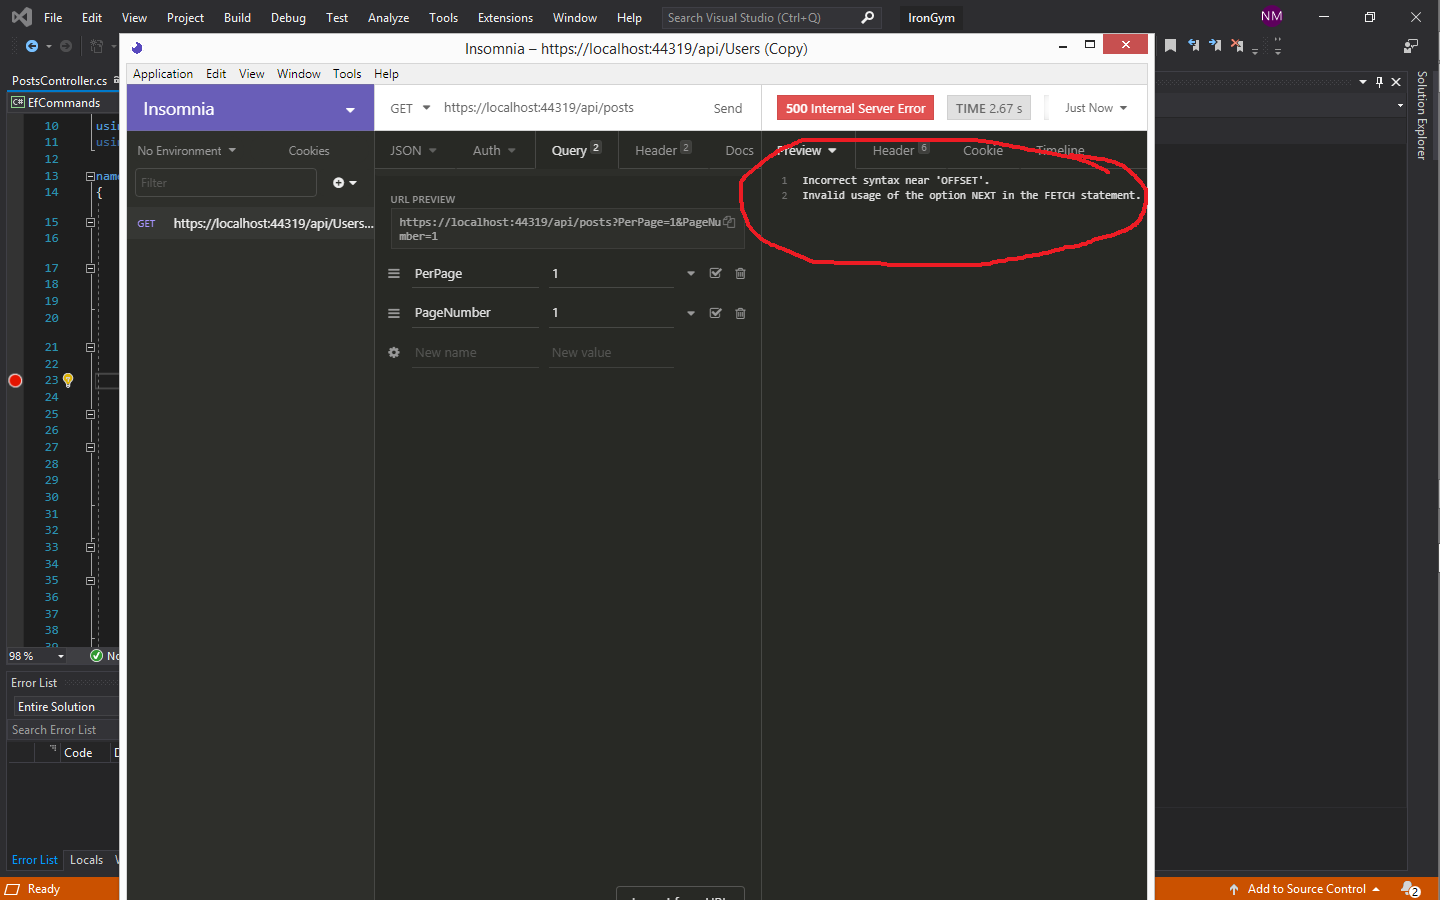 File Edit View Project Build Debug Test Analyze Tools Extensions Window Help Search Visual Studio (Ctrl+Q) IronGym NM
Insomnia – https://localhost:44319/api/Users (Copy)
Application Edit View Window Tools Help
PostsController.cs
C# EfCommands
Insomnia
GET https://localhost:44319/api/posts Send
500 Internal Server Error TIME 2.67 s Just Now
No Environment Cookies
JSON Auth Query 2 Header 2 Docs
Preview Header 6 Cookie Timeline
Filter
GET https://localhost:44319/api/Users...
URL PREVIEW
https://localhost:44319/api/posts?PerPage=1&PageNu
mber=1
PerPage 1
PageNumber 1
New name New value
1 Incorrect syntax near 'OFFSET'.
2 Invalid usage of the option NEXT in the FETCH statement.
Solution Explorer
10 usin
11 usin
12
13 name
14 {
15
16
17
18
19
20
21
22
23
24
25
26
27
28
29
30
31
32
33
34
35
36
37
38
39
98 % No
Error List
Entire Solution
Search Error List
Code D
Error List Locals W
Ready
Add to Source Control 2